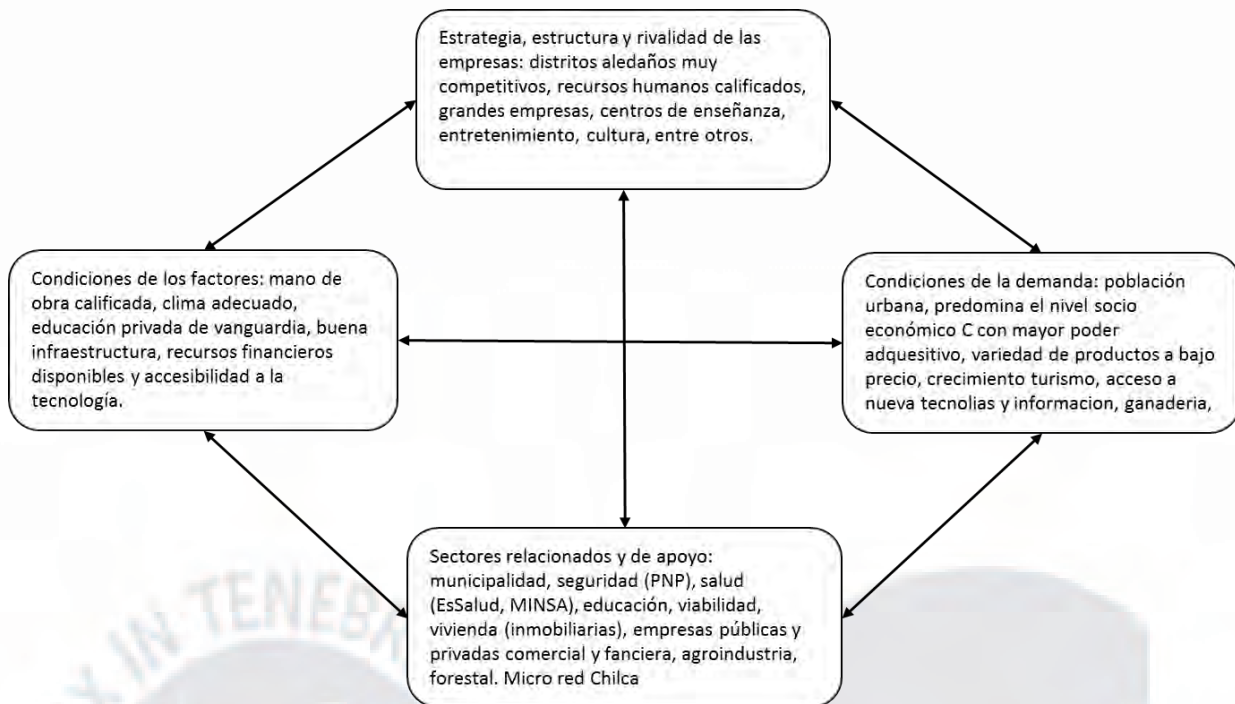 Estrategia, estructura y rivalidad de las
empresas: distritos aledaños muy
competitivos, recursos humanos calificados,
grandes empresas, centros de enseñanza,
entretenimiento, cultura, entre otros.
Condiciones de los factores: mano de
obra calificada, clima adecuado,
educación privada de vanguardia, buena
infraestructura, recursos financieros
disponibles y accesibilidad a la
tecnología.
Condiciones de la demanda: población
urbana, predomina el nivel socio
económico C con mayor poder
adquesitivo, variedad de productos a bajo
precio, crecimiento turismo, acceso a
nueva tecnolias y informacion, ganaderia,
Sectores relacionados y de apoyo:
municipalidad, seguridad (PNP), salud
(EsSalud, MINSA), educación, viabilidad,
vivienda (inmobiliarias), empresas públicas y
privadas comercial y fanciera, agroindustria,
forestal. Micro red Chilca
IN